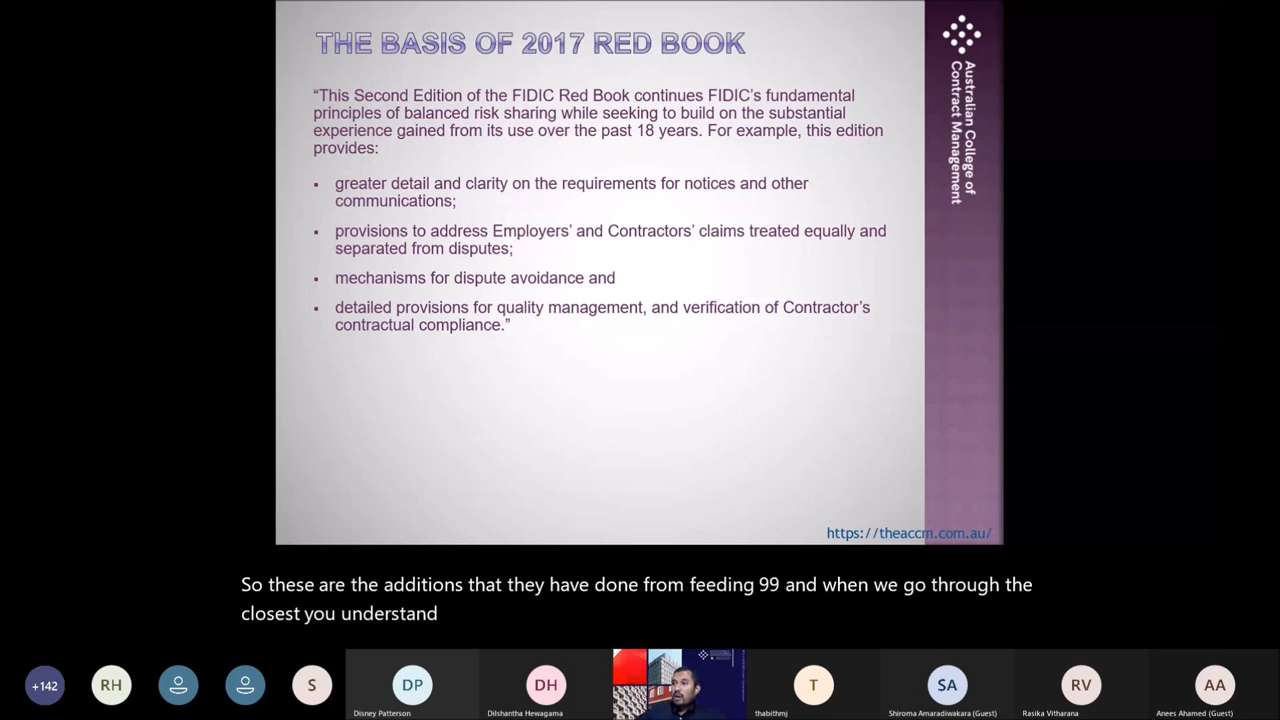 THE BASIS OF 2017 RED BOOK
“This Second Edition of the FIDIC Red Book continues FIDIC’s fundamental
principles of balanced risk sharing while seeking to build on the substantial
experience gained from its use over the past 18 years. For example, this edition
provides:
▪ greater detail and clarity on the requirements for notices and other
communications;
▪ provisions to address Employers’ and Contractors’ claims treated equally and
separated from disputes;
▪ mechanisms for dispute avoidance and
▪ detailed provisions for quality management, and verification of Contractor’s
contractual compliance.”
Australian College of
Contract Management
https://theaccm.com.au/
So these are the additions that they have done from feeding 99 and when we go through the
closest you understand
+142
RH
S
DP
Disney Patterson
DH
Dilshantha Hewagama
T
thabithmj
SA
Shiroma Amaradiwakara (Guest)
RV
Rasika Vitharana
AA
Anees Ahamed (Guest)